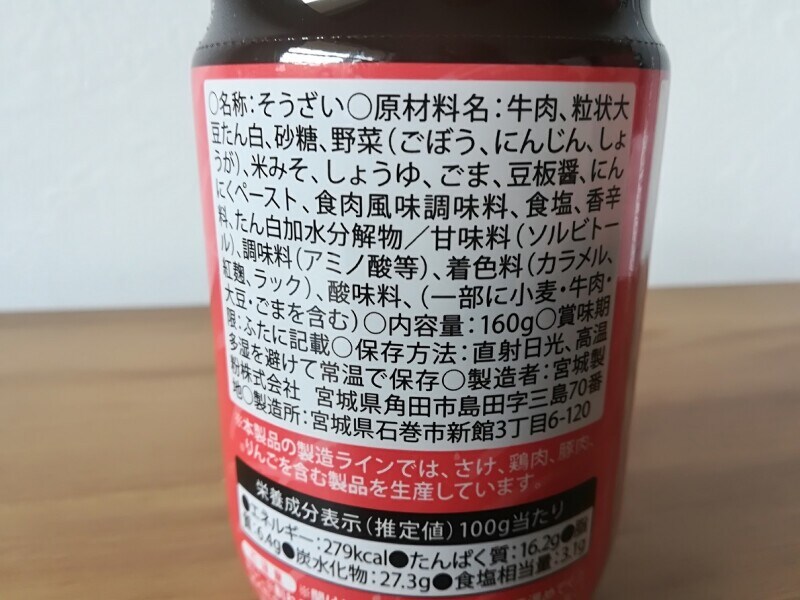 ○名称:そうざい○原材料名:牛肉、粒状大
豆たん白、砂糖、野菜(ごぼう、にんじん、しょ
うが)、米みそ、しょうゆ、ごま、豆板醤、にん
にくペースト、食肉風味調味料、食塩、香辛
料、たん白加水分解物/甘味料(ソルビトー
ル)、調味料(アミノ酸等)、着色料(カラメル、
紅麹、ラック)、酸味料、(一部に小麦・牛肉・
大豆・ごまを含む)○内容量:160g○賞味期
限:ふたに記載○保存方法:直射日光、高温
多湿を避けて常温で保存○製造者:宮城製
粉株式会社 宮城県角田市島田字三島70番
地○製造所:宮城県石巻市新館3丁目6-120
※本製品の製造ラインでは、さけ、鶏肉、豚肉、
りんごを含む製品を生産しています。
栄養成分表示(推定値)100g当たり
●エネルギー:279kcal●たんぱく質:16.2g●脂
質:6.4g●炭水化物:27.3g●食塩相当量:3.1g